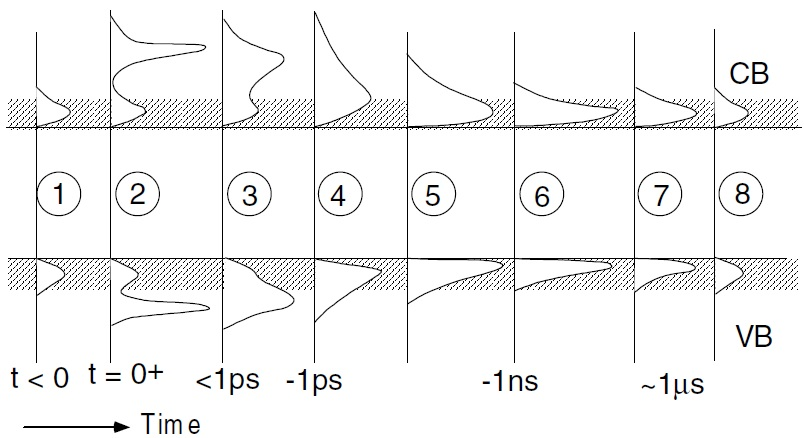 CB
1 2 3 4 5 6 7 8
VB
t < 0 t = 0+ <1ps -1ps -1ns ~1μs
Time